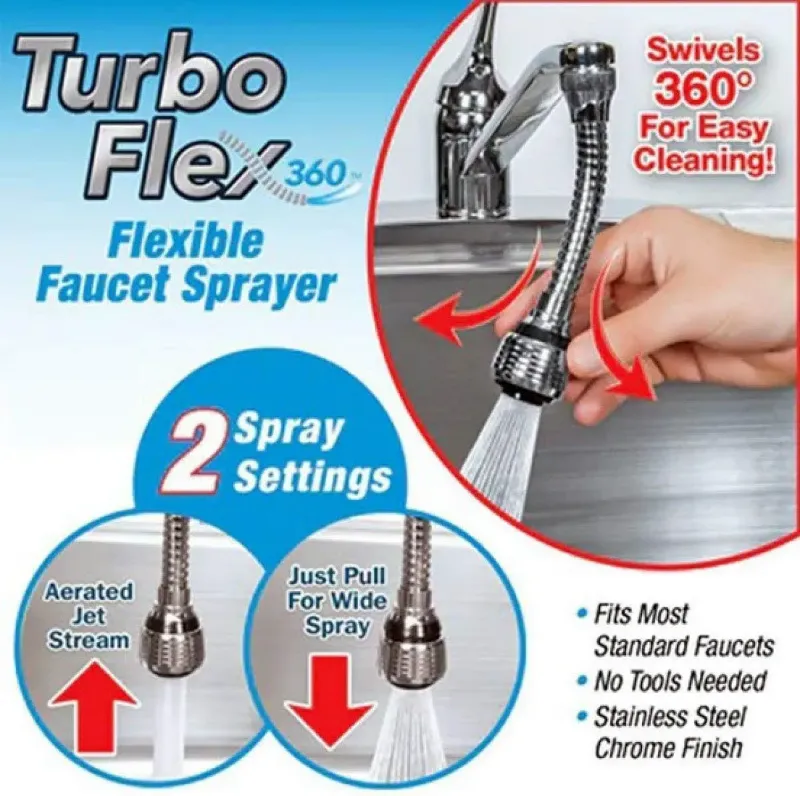 Turbo
Flex 360™
Flexible
Faucet Sprayer
Swivels
360°
For Easy
Cleaning!
2 Spray
Settings
Aerated
Jet
Stream
Just Pull
For Wide
Spray
• Fits Most
Standard Faucets
• No Tools Needed
• Stainless Steel
Chrome Finish